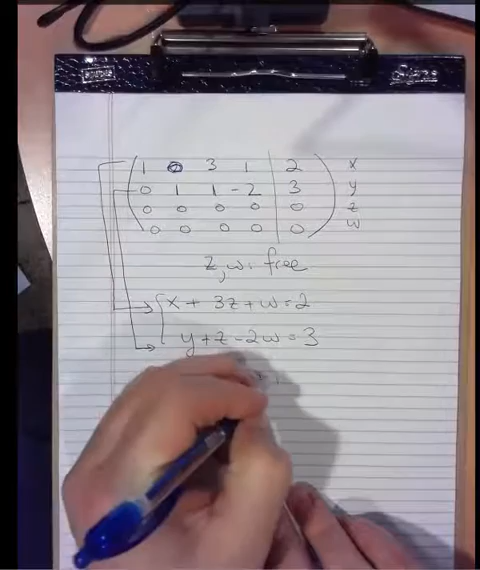 1 0 3 1 | 2 x
0 1 1 -2 | 3 y
0 0 0 0 | 0 z
0 0 0 0 | 0 w
z, w: free
x + 3z + w = 2
y + z - 2w = 3